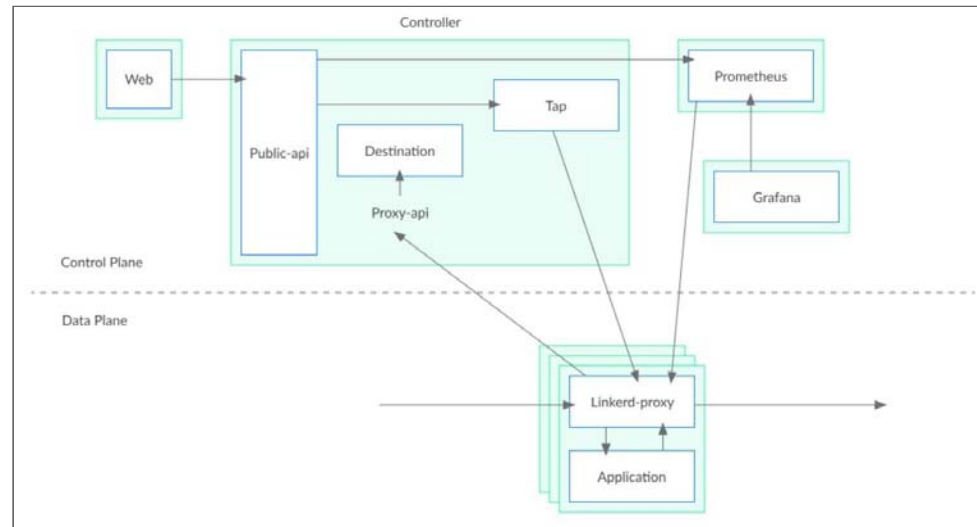 Controller
Web
Prometheus
Tap
Public-api
Destination
Grafana
Proxy-api
Control Plane
Data Plane
Linkerd-proxy
Application